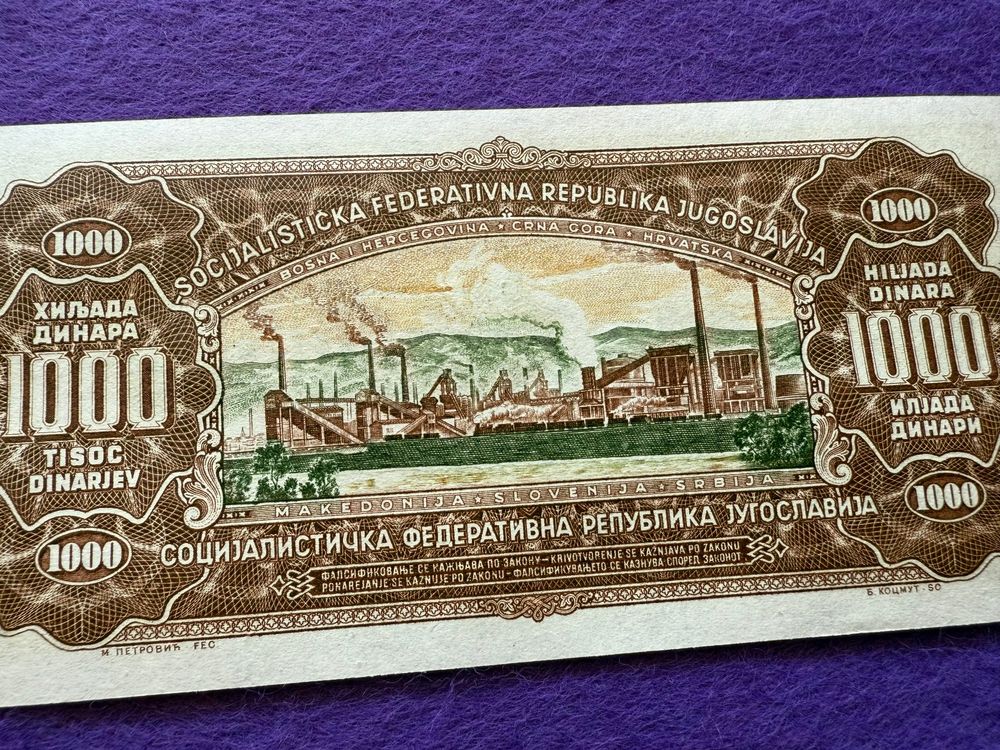 SOCIJALISTIČKA FEDERATIVNA REPUBLIKA JUGOSLAVIJA
BOSNA I HERCEGOVINA ★ CRNA GORA ★ HRVATSKA
1000
ХИЉАДА
ДИНАРА
1000
TISOČ
DINARJEV
1000
1000
HILJADA
DINARA
1000
ИЛЈАДА
ДИНАРИ
1000
MAKEDONIJA ★ SLOVENIJA ★ SRBIJA
СОЦИЈАЛИСТИЧКА ФЕДЕРАТИВНА РЕПУБЛИКА ЈУГОСЛАВИЈА
ФАЛСИФИКОВАЊЕ СЕ КАЖЊАВА ПО ЗАКОНУ – KRIVOTVORENJE SE KAŽNJAVA PO ZAKONU
PONAREJANJE SE KAZNUJE PO ZAKONU – ФАЛСИФИКУВАЊЕТО СЕ КАЗНУВА СПОРЕД ЗАКОНОТ
М. ПЕТРОВИЋ · FEC
Б. КОЦМУТ · SC